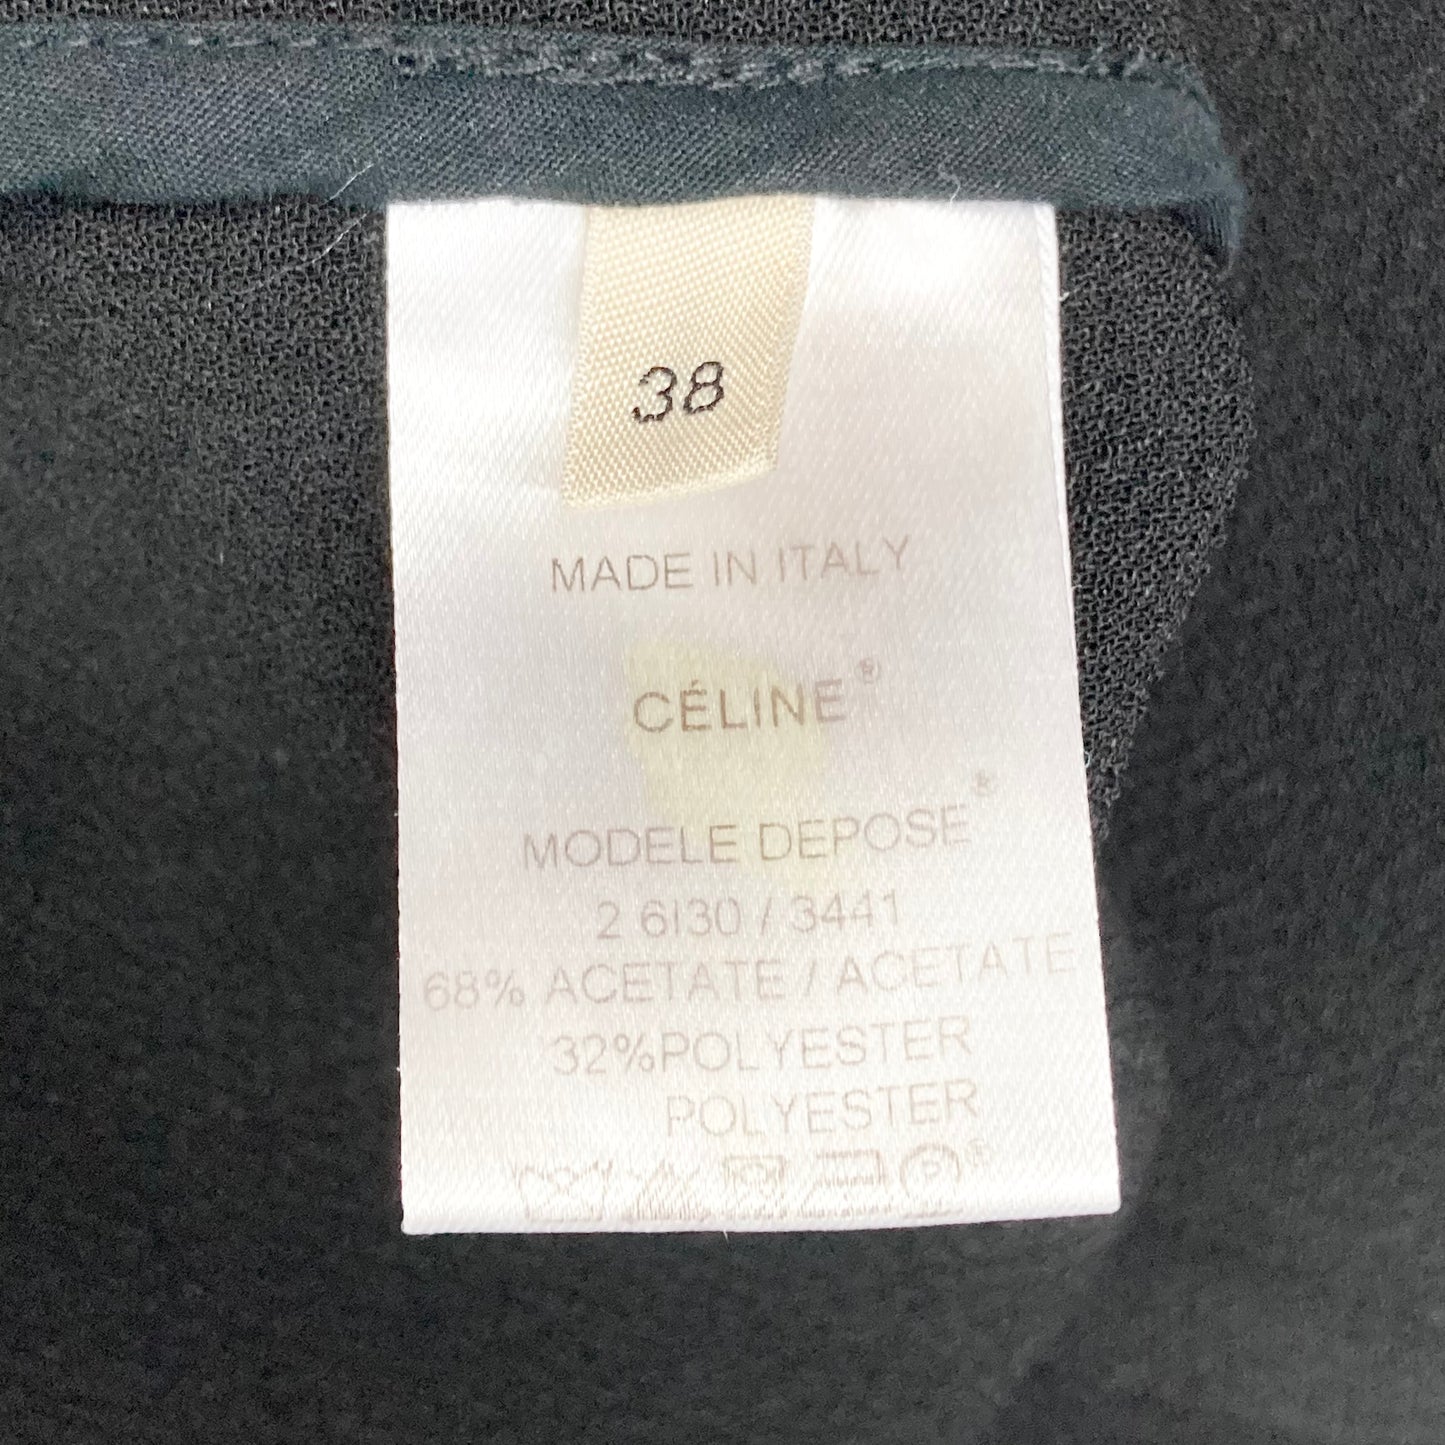 38
MADE IN ITALY
CÉLINE®
MODELE DEPOSE®
2 6I30 / 3441
68% ACETATE / ACETATE
32%POLYESTER
POLYESTER
P